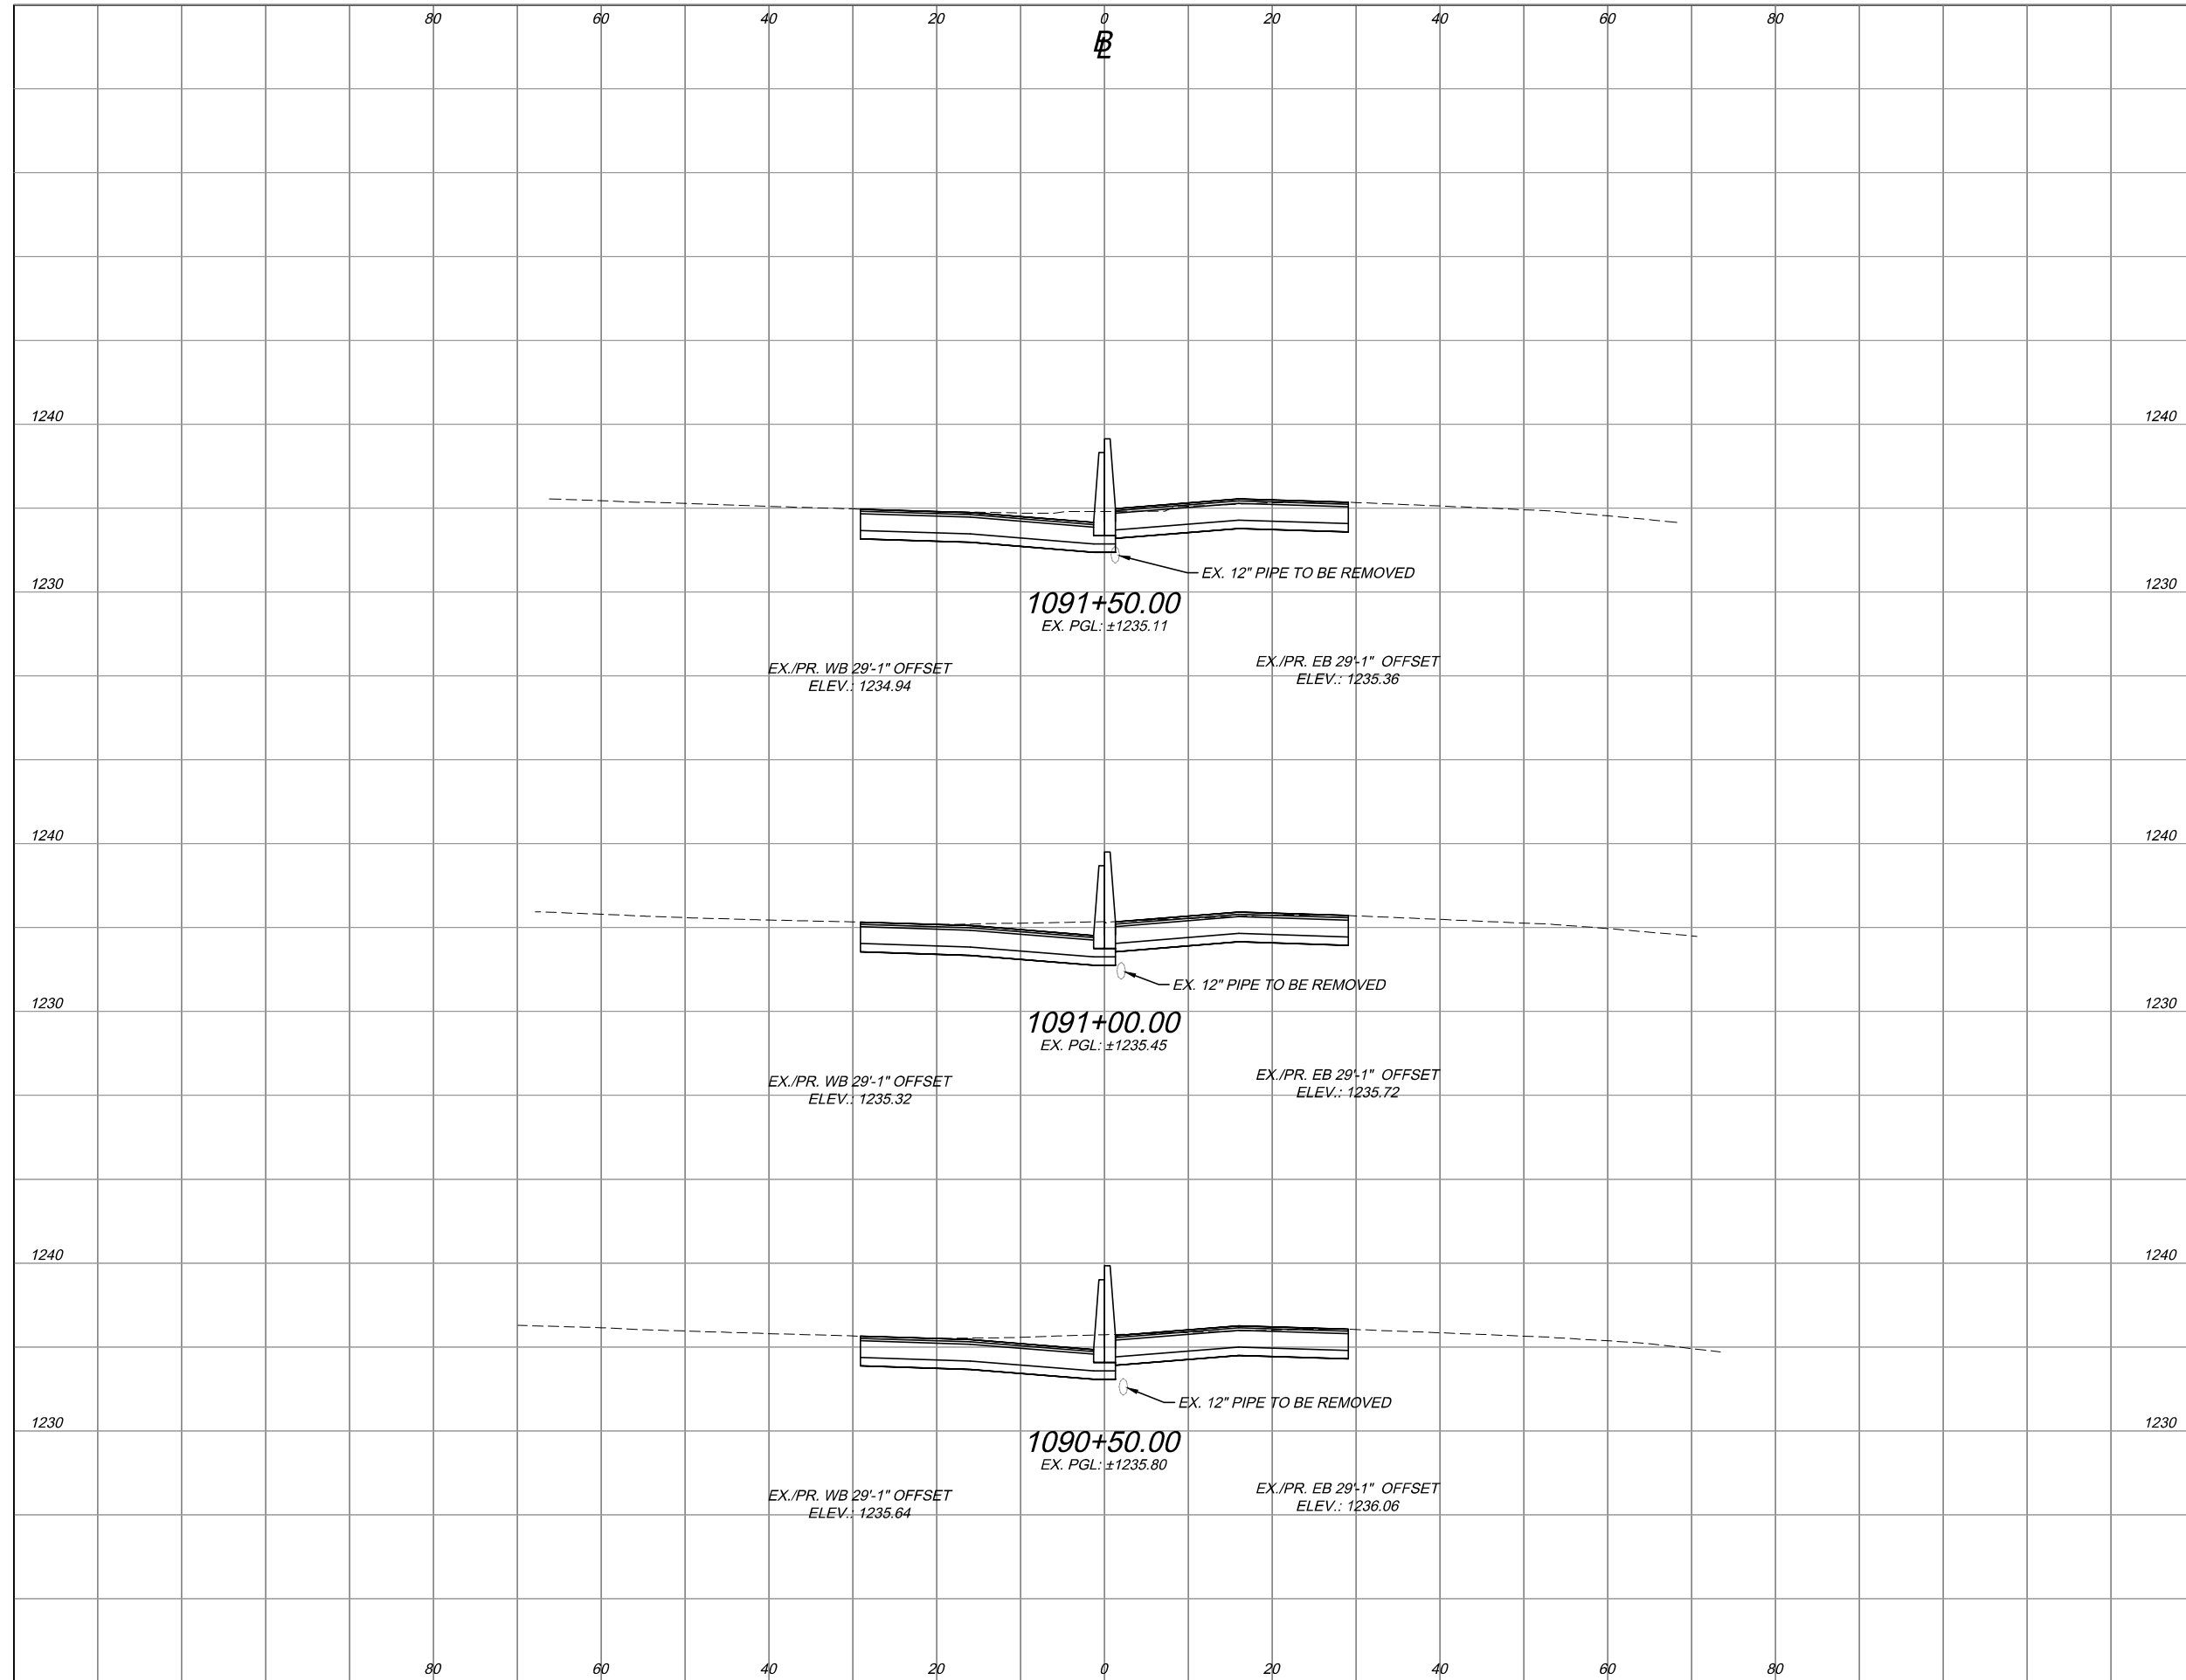 80 60 40 20 0 20 40 60 80
BL
1240 1240
1230 EX. 12" PIPE TO BE REMOVED 1230
1091+50.00
EX. PGL: ±1235.11
EX./PR. WB 29'-1" OFFSET
ELEV.: 1234.94
EX./PR. EB 29'-1" OFFSET
ELEV.: 1235.36
1240 1240
EX. 12" PIPE TO BE REMOVED
1230 1230
1091+00.00
EX. PGL: ±1235.45
EX./PR. WB 29'-1" OFFSET
ELEV.: 1235.32
EX./PR. EB 29'-1" OFFSET
ELEV.: 1235.72
1240 1240
EX. 12" PIPE TO BE REMOVED
1230 1230
1090+50.00
EX. PGL: ±1235.80
EX./PR. WB 29'-1" OFFSET
ELEV.: 1235.64
EX./PR. EB 29'-1" OFFSET
ELEV.: 1236.06
80 60 40 20 0 20 40 60 80